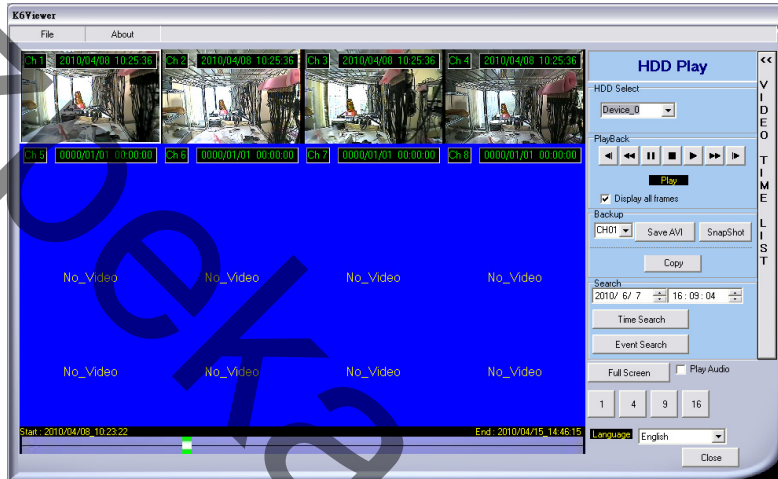 K6Viewer
File About
Ch 1 2010/04/08 10:25:36 Ch 2 2010/04/08 10:25:36 Ch 3 2010/04/08 10:25:36 Ch 4 2010/04/08 10:25:36
Ch 5 0000/01/01 00:00:00 Ch 6 0000/01/01 00:00:00 Ch 7 0000/01/01 00:00:00 Ch 8 0000/01/01 00:00:00
No_Video No_Video No_Video No_Video
No_Video No_Video No_Video No_Video
Start : 2010/04/08_10:23:22 End : 2010/04/15_14:46:15
HDD Play
HDD Select
Device_0
PlayBack
Play
Display all frames
Backup
CH01 Save AVI SnapShot
Copy
Search
2010/ 6/ 7 16 : 09 : 04
Time Search
Event Search
Full Screen Play Audio
1 4 9 16
Language English
Close
<< VIDEO TIME LIST